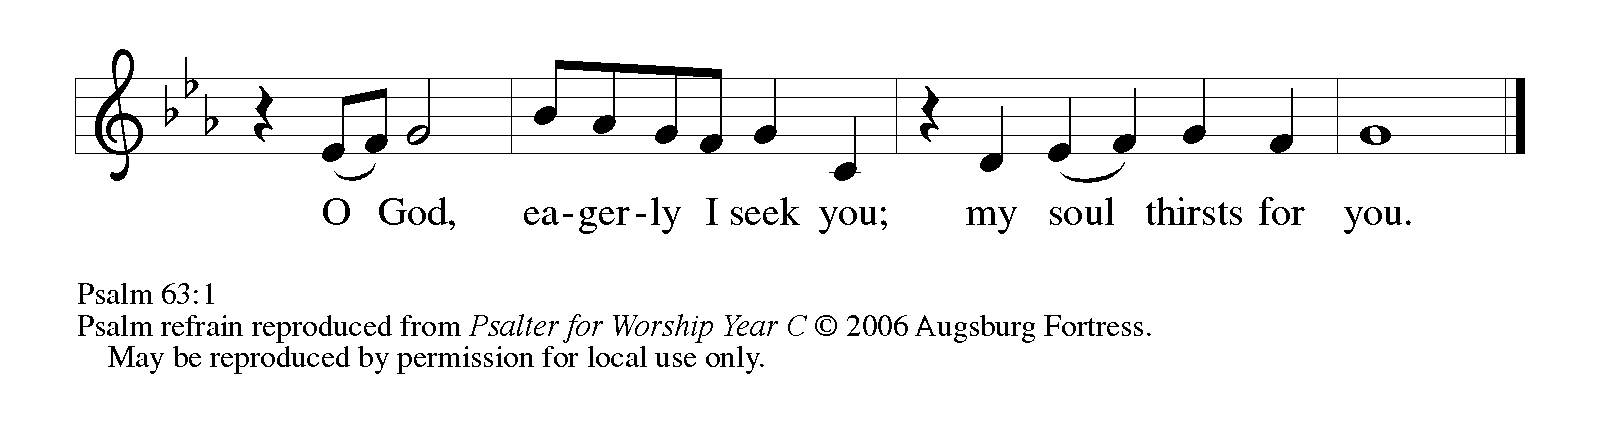 O God, ea-ger-ly I seek you; my soul thirsts for you.
Psalm 63:1
Psalm refrain reproduced from Psalter for Worship Year C © 2006 Augsburg Fortress.
May be reproduced by permission for local use only.